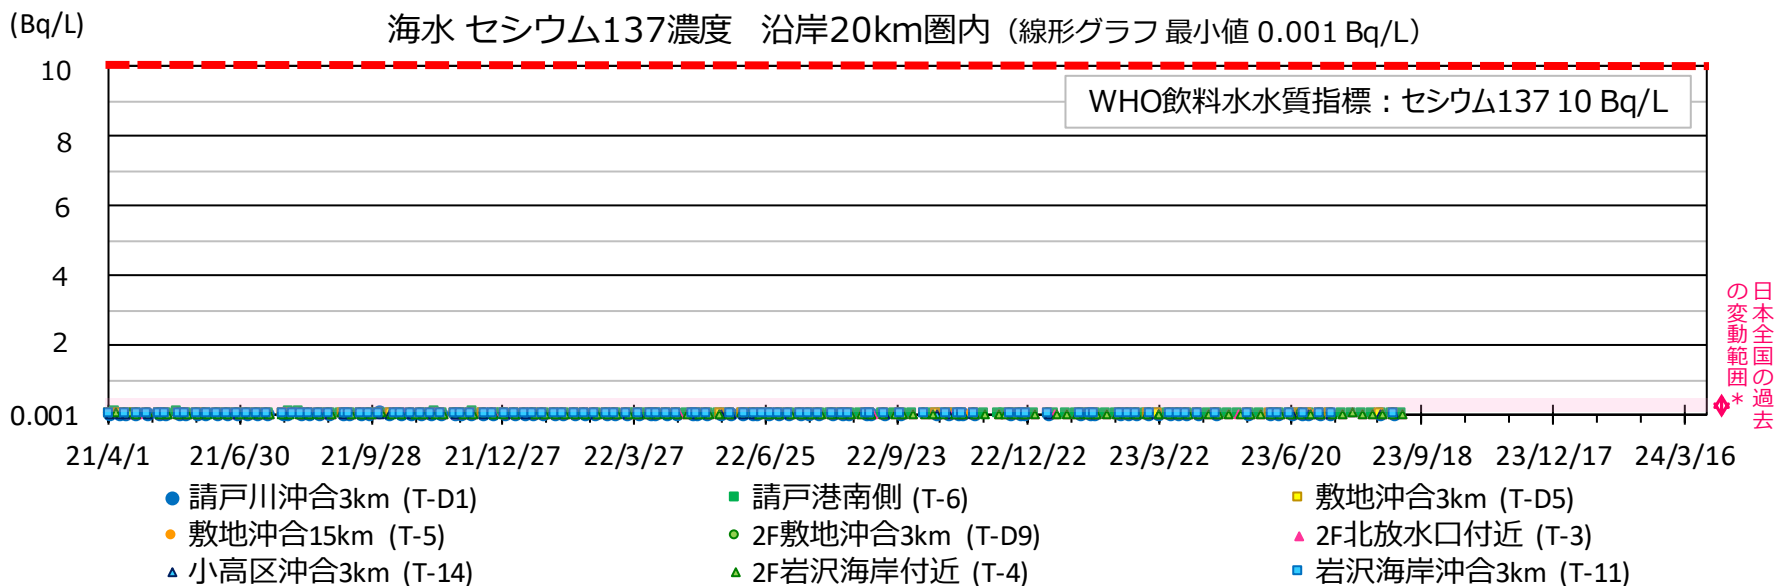 (Bq/L)
海水 セシウム137濃度　沿岸20km圏内（線形グラフ 最小値 0.001 Bq/L）
10
WHO飲料水水質指標：セシウム137 10 Bq/L
8
6
4
2
0.001
日本全国の過去
の変動範囲*
21/4/1 21/6/30 21/9/28 21/12/27 22/3/27 22/6/25 22/9/23 22/12/22 23/3/22 23/6/20 23/9/18 23/12/17 24/3/16
請戸川沖合3km (T-D1) 請戸港南側 (T-6) 敷地沖合3km (T-D5)
敷地沖合15km (T-5) 2F敷地沖合3km (T-D9) 2F北放水口付近 (T-3)
小高区沖合3km (T-14) 2F岩沢海岸付近 (T-4) 岩沢海岸沖合3km (T-11)